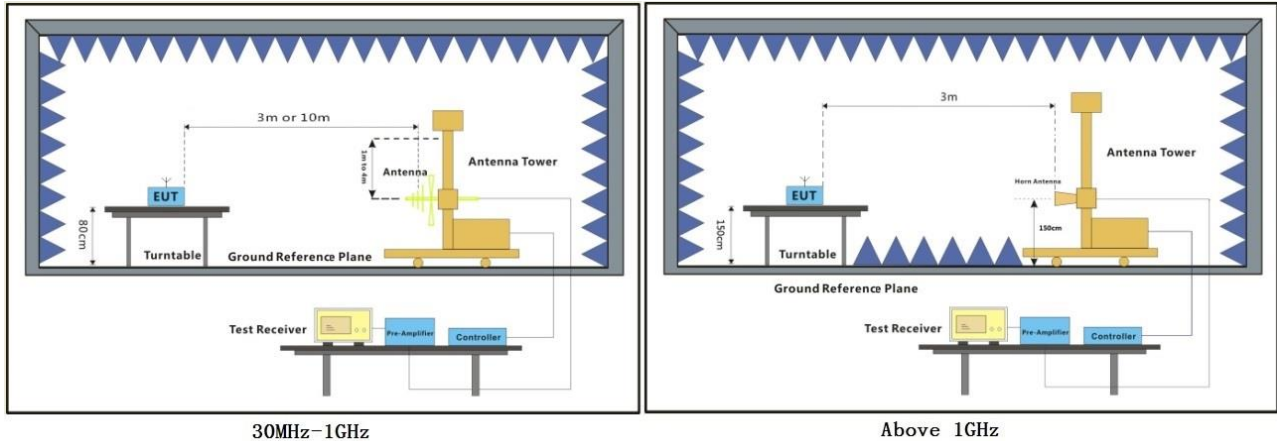 3m or 10m
1m to 4m
Antenna
Antenna Tower
EUT
80cm
Turntable
Ground Reference Plane
Test Receiver
Pre-Amplifier
Controller
30MHz-1GHz
3m
Antenna Tower
Horn Antenna
EUT
150cm
150cm
Turntable
Ground Reference Plane
Test Receiver
Pre-Amplifier
Controller
Above 1GHz